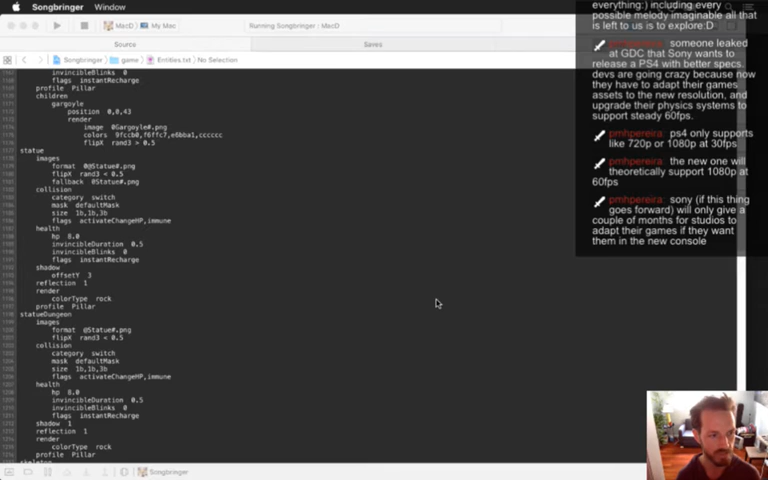 Songbringer Window
MacD My Mac
Running Songbringer : MacD
Source Saves
Songbringer game Entities.txt No Selection
invincibleBlinks 0
flags instantRecharge
profile Pillar
children
gargoyle
position 0,0,43
render
image 0Gargoyle#.png
colors 9fccb0,f6ffc7,e6bba1,cccccc
flipX rand3 > 0.5
statue
images
format 0@Statue#.png
flipX rand3 < 0.5
fallback 0Statue#.png
collision
category switch
mask defaultMask
size 1b,1b,3b
flags activateChangeHP,immune
health
hp 8.0
invincibleDuration 0.5
invincibleBlinks 0
flags instantRecharge
shadow
offsetY 3
reflection 1
render
colorType rock
profile Pillar
statueDungeon
images
format @Statue#.png
flipX rand3 < 0.5
collision
category switch
mask defaultMask
size 1b,1b,3b
flags activateChangeHP,immune
health
hp 8.0
invincibleDuration 0.5
invincibleBlinks 0
flags instantRecharge
shadow 1
reflection 1
render
colorType rock
profile Pillar
skeleton
Songbringer
everything:) including every
possible melody imaginable all that
is left to us is to explore:D
pmhpereira: someone leaked
at GDC that Sony wants to
release a PS4 with better specs.
devs are going crazy because now
they have to adapt their games
assets to the new resolution, and
upgrade their physics systems to
support steady 60fps.
pmhpereira: ps4 only supports
like 720p or 1080p at 30fps
pmhpereira: the new one will
theoretically support 1080p at
60fps
pmhpereira: sony (if this thing
goes forward) will only give a
couple of months for studios to
adapt their games if they want
them in the new console